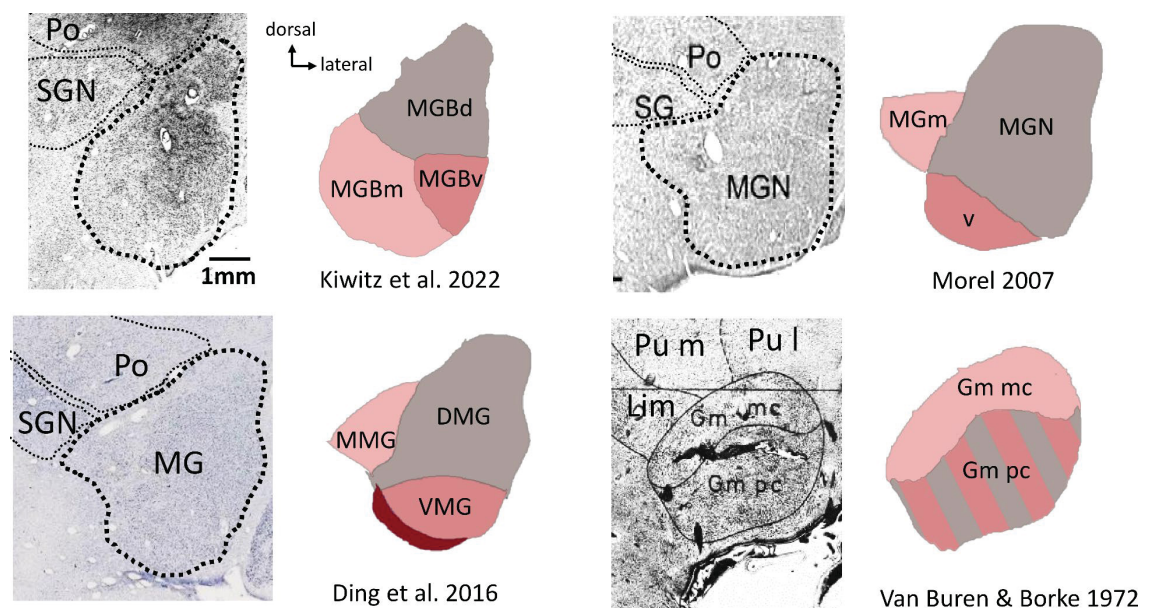 Po
SGN
1mm
dorsal
lateral
MGBd
MGBm
MGBv
Kiwitz et al. 2022
Po
SG
MGN
MGm
MGN
v
Morel 2007
Po
SGN
MG
DMG
MMG
VMG
Ding et al. 2016
Pu m
Pu l
Lim
Gm mc
Gm pc
Gm mc
Gm pc
Van Buren & Borke 1972